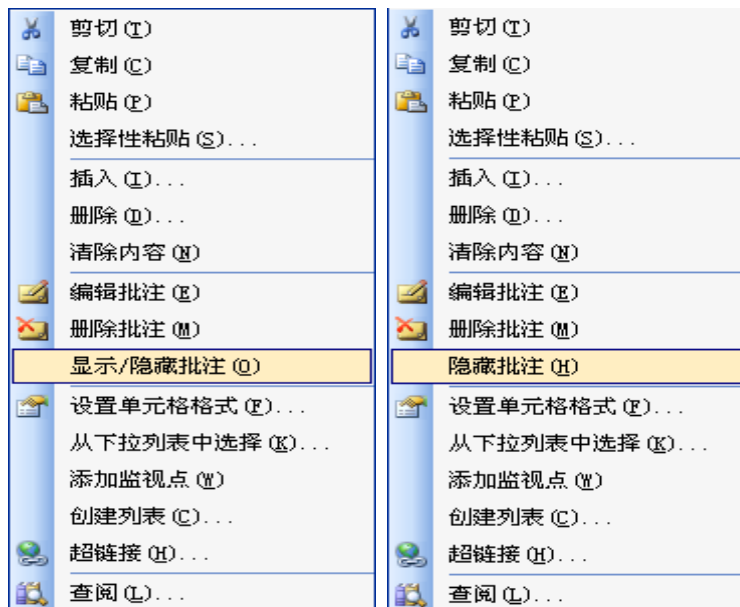 剪切(T)
复制(C)
粘贴(P)
选择性粘贴(S)...
插入(I)...
删除(D)...
清除内容(N)
编辑批注(E)
删除批注(M)
显示/隐藏批注(O)
设置单元格格式(F)...
从下拉列表中选择(K)...
添加监视点(W)
创建列表(C)...
超链接(H)...
查阅(L)...
剪切(T)
复制(C)
粘贴(P)
选择性粘贴(S)...
插入(I)...
删除(D)...
清除内容(N)
编辑批注(E)
删除批注(M)
隐藏批注(H)
设置单元格格式(F)...
从下拉列表中选择(K)...
添加监视点(W)
创建列表(C)...
超链接(H)...
查阅(L)...